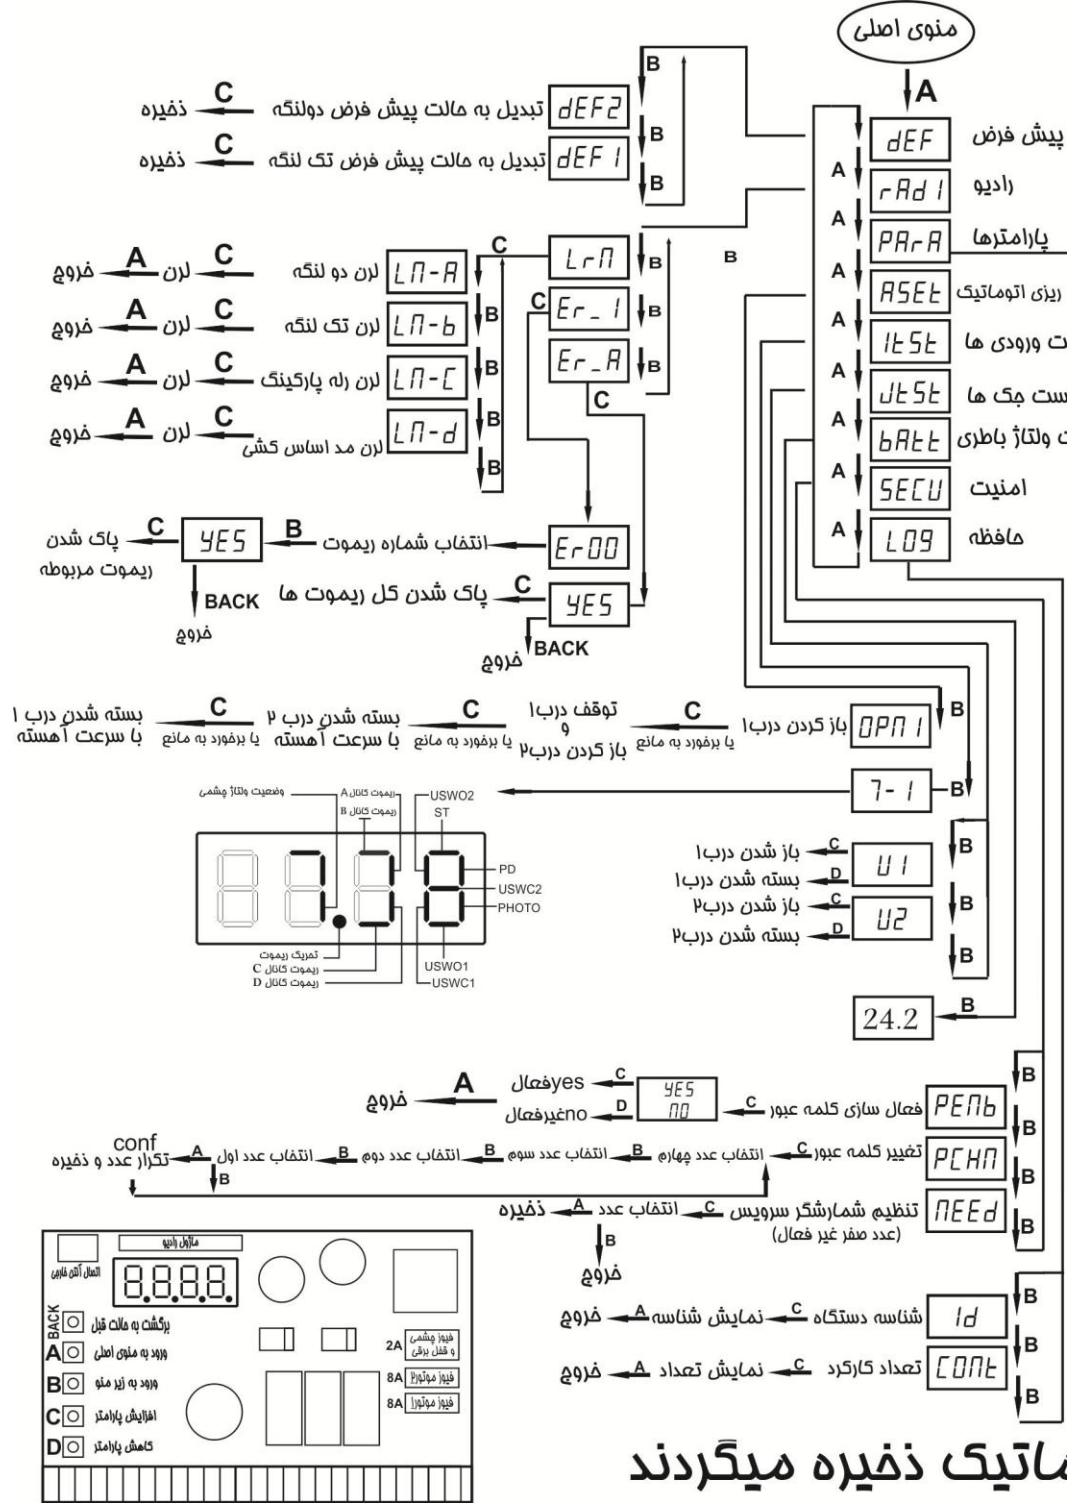 منوی اصلی
A
dEF پیش فرض
A
rAd1 رادیو
A
PArA پارامترها
A
ASEt ریزی اتوماتیک
A
1tSt ت ورودی ها
A
JtSt ست جک ها
A
bAtt ت ولتاژ باطری
A
SECU امنیت
A
LOg حافظه
B
dEF2 تبدیل به حالت پیش فرض دولنگه C ذخیره
B
dEF1 تبدیل به حالت پیش فرض تک لنگه C ذخیره
B
B
Lrn C
B
Er_1 C
B
Er_A C
B
Ln-A لرن دو لنگه C لرن A خروج
B
Ln-b لرن تک لنگه C لرن A خروج
B
Ln-C لرن رله پارکینگ C لرن A خروج
B
Ln-d لرن مد اساس کشی C لرن A خروج
B
Er00 انتخاب شماره ریموت B YES C پاک شدن
ریموت مربوطه
BACK
خروج
YES C پاک شدن کل ریموت ها
BACK
خروج
B
OPN1 باز کردن درب۱ C توقف درب۱
و
باز کردن درب۲
یا برخورد به مانع
C بسته شدن درب ۲
با سرعت آهسته
یا برخورد به مانع
C بسته شدن درب ۱
با سرعت آهسته
یا برخورد به مانع
B 7-1
وضعیت ولتاژ چشمی
ریموت کانال A
ریموت کانال B
USWO2
ST
PD
USWC2
PHOTO
USWO1
USWC1
تحریک ریموت
ریموت کانال C
ریموت کانال D
B
U1 C باز شدن درب۱
D بسته شدن درب۱
B
U2 C باز شدن درب۲
D بسته شدن درب۲
B
B 24.2
B
PENb فعال سازی کلمه عبور C YES NO
C yesفعال
D noغیرفعال
A خروج
B
PCHN تغییر کلمه عبور C انتخاب عدد چهارم B انتخاب عدد سوم B انتخاب عدد دوم B انتخاب عدد اول A conf
تکرار عدد و ذخیره
B
B
NEEd تنظیم شمارشگر سرویس C انتخاب عدد A ذخیره
(عدد صفر غیر فعال)
B
خروج
B
B
Id شناسه دستگاه C نمایش شناسه A خروج
B
CONt تعداد کارکرد C نمایش تعداد A خروج
B
ماژول رادیو
اتصال آنتن خارجی
8.8.8.8.
BACK برگشت به حالت قبل
A ورود به منوی اصلی
B ورود به زیر منو
C افزایش پارامتر
D کاهش پارامتر
2A فیوز چشمی
و قفل برقی
8A فیوز موتور۲
8A فیوز موتور۱
ماتیک ذخیره میگردند